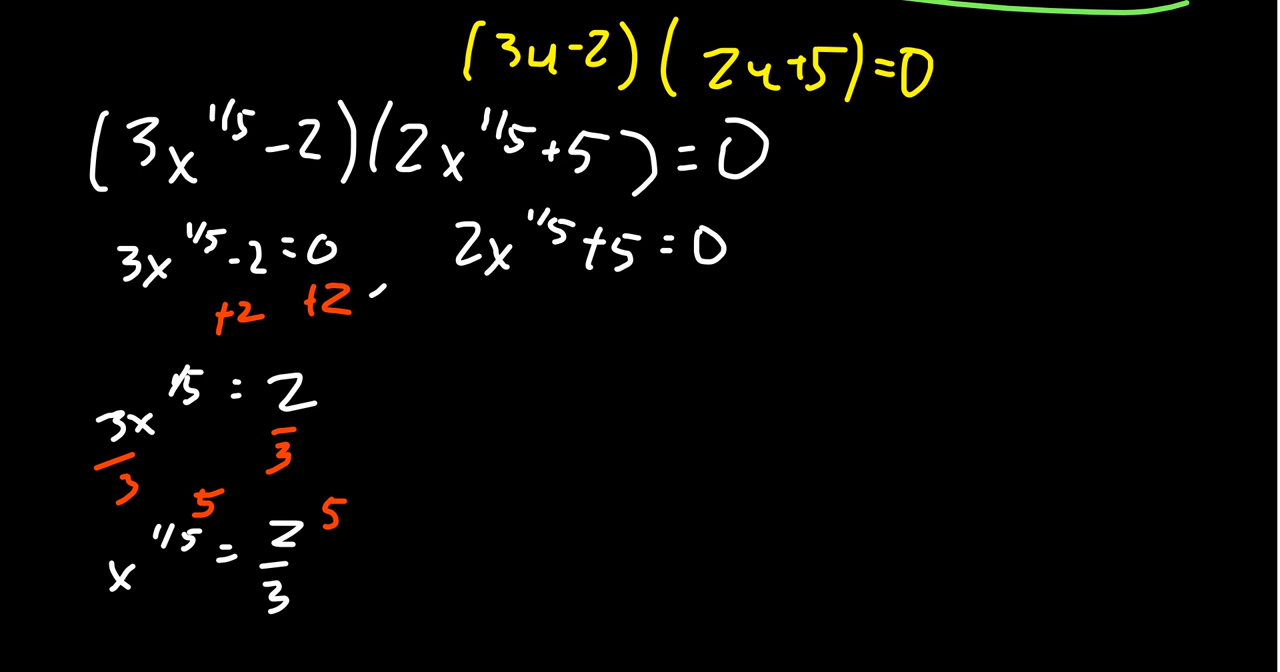 (3u-2)(2u+5)=0
(3x^{1/5}-2)(2x^{1/5}+5)=0
3x^{1/5}-2=0    2x^{1/5}+5=0
+2 +2
3x^{1/5} = 2
3 3
5 5
x^{1/5} = 2/3